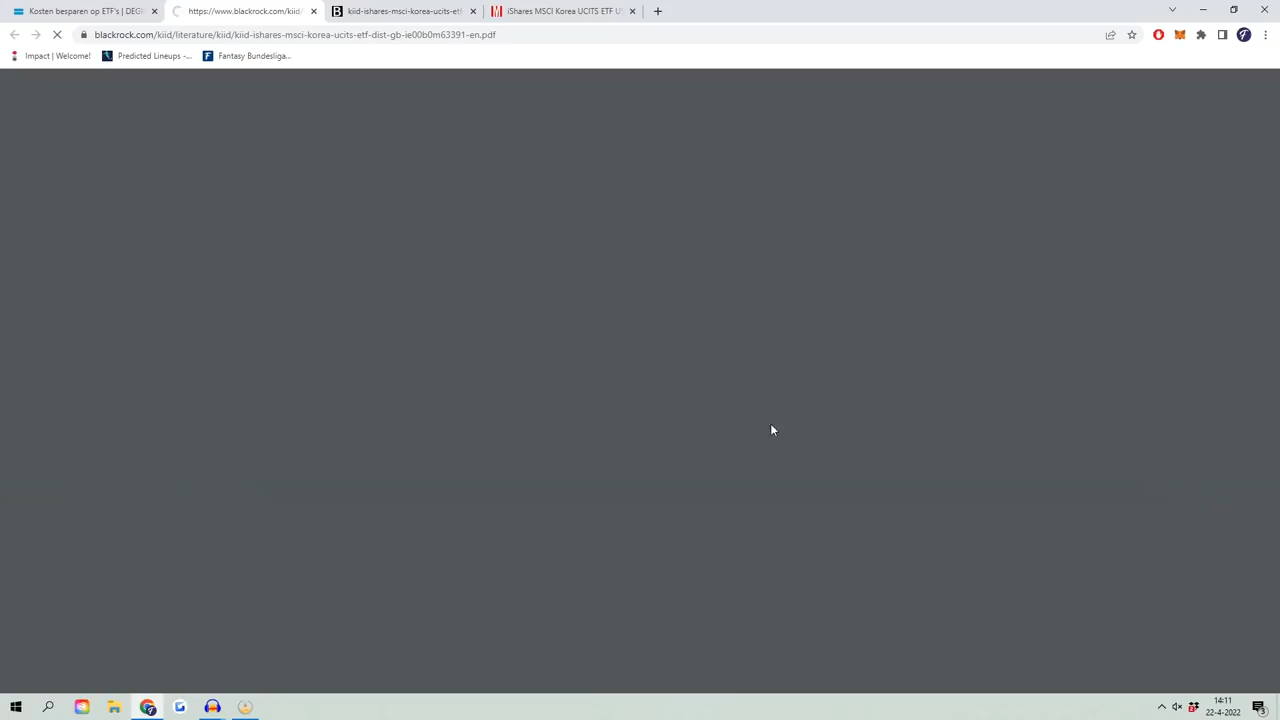 Kosten besparen op ETF's | DEGI
https://www.blackrock.com/kiid/
kiid-ishares-msci-korea-ucits-etf
iShares MSCI Korea UCITS ETF US
blackrock.com/kiid/literature/kiid/kiid-ishares-msci-korea-ucits-etf-dist-gb-ie00b0m63391-en.pdf
Impact | Welcome!
Predicted Lineups -...
Fantasy Bundesliga...
14:11
22-4-2022